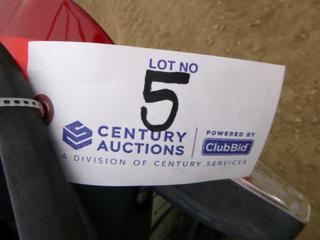 LOT NO
5
CENTURY
AUCTIONS
A DIVISION OF CENTURY SERVICES
POWERED BY
ClubBid